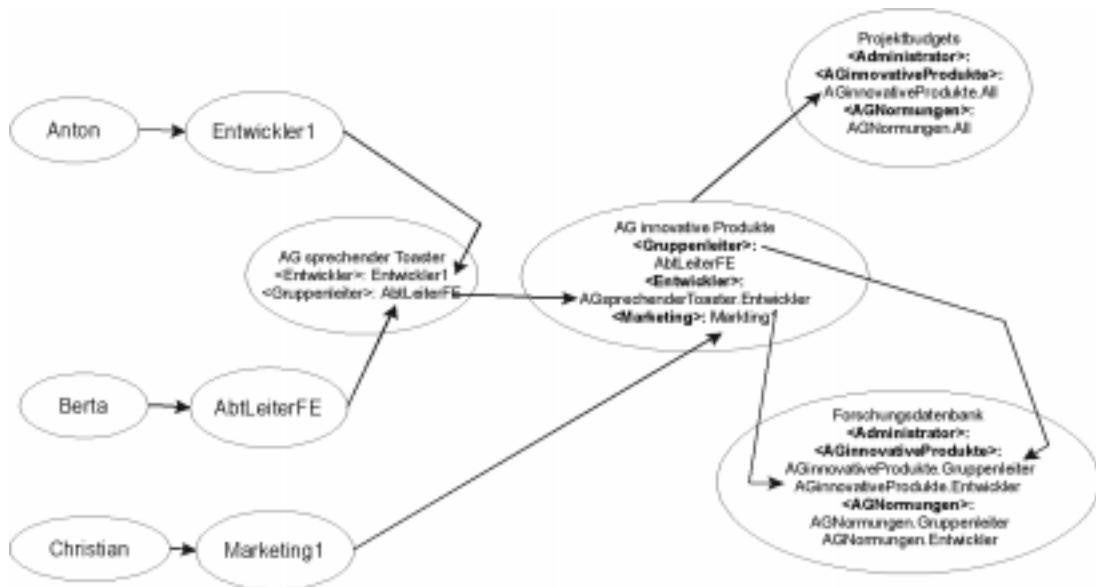 Projektbudgets
<Administrator>:
<AGinnovativeProdukte>:
AGinnovativeProdukte.All
<AGNormungen>:
AGNormungen.All
Anton
Entwickler1
AG sprechender Toaster
<Entwickler>: Entwickler1
<Gruppenleiter>: AbtLeiterFE
AG innovative Produkte
<Gruppenleiter>:
AbtLeiterFE
<Entwickler>:
AGsprechenderToaster.Entwickler
<Marketing>: Markting1
Berta
AbtLeiterFE
Forschungsdatenbank
<Administrator>:
<AGinnovativeProdukte>:
AGinnovativeProdukte.Gruppenleiter
AGinnovativeProdukte.Entwickler
<AGNormungen>:
AGNormungen.Gruppenleiter
AGNormungen.Entwickler
Christian
Marketing1